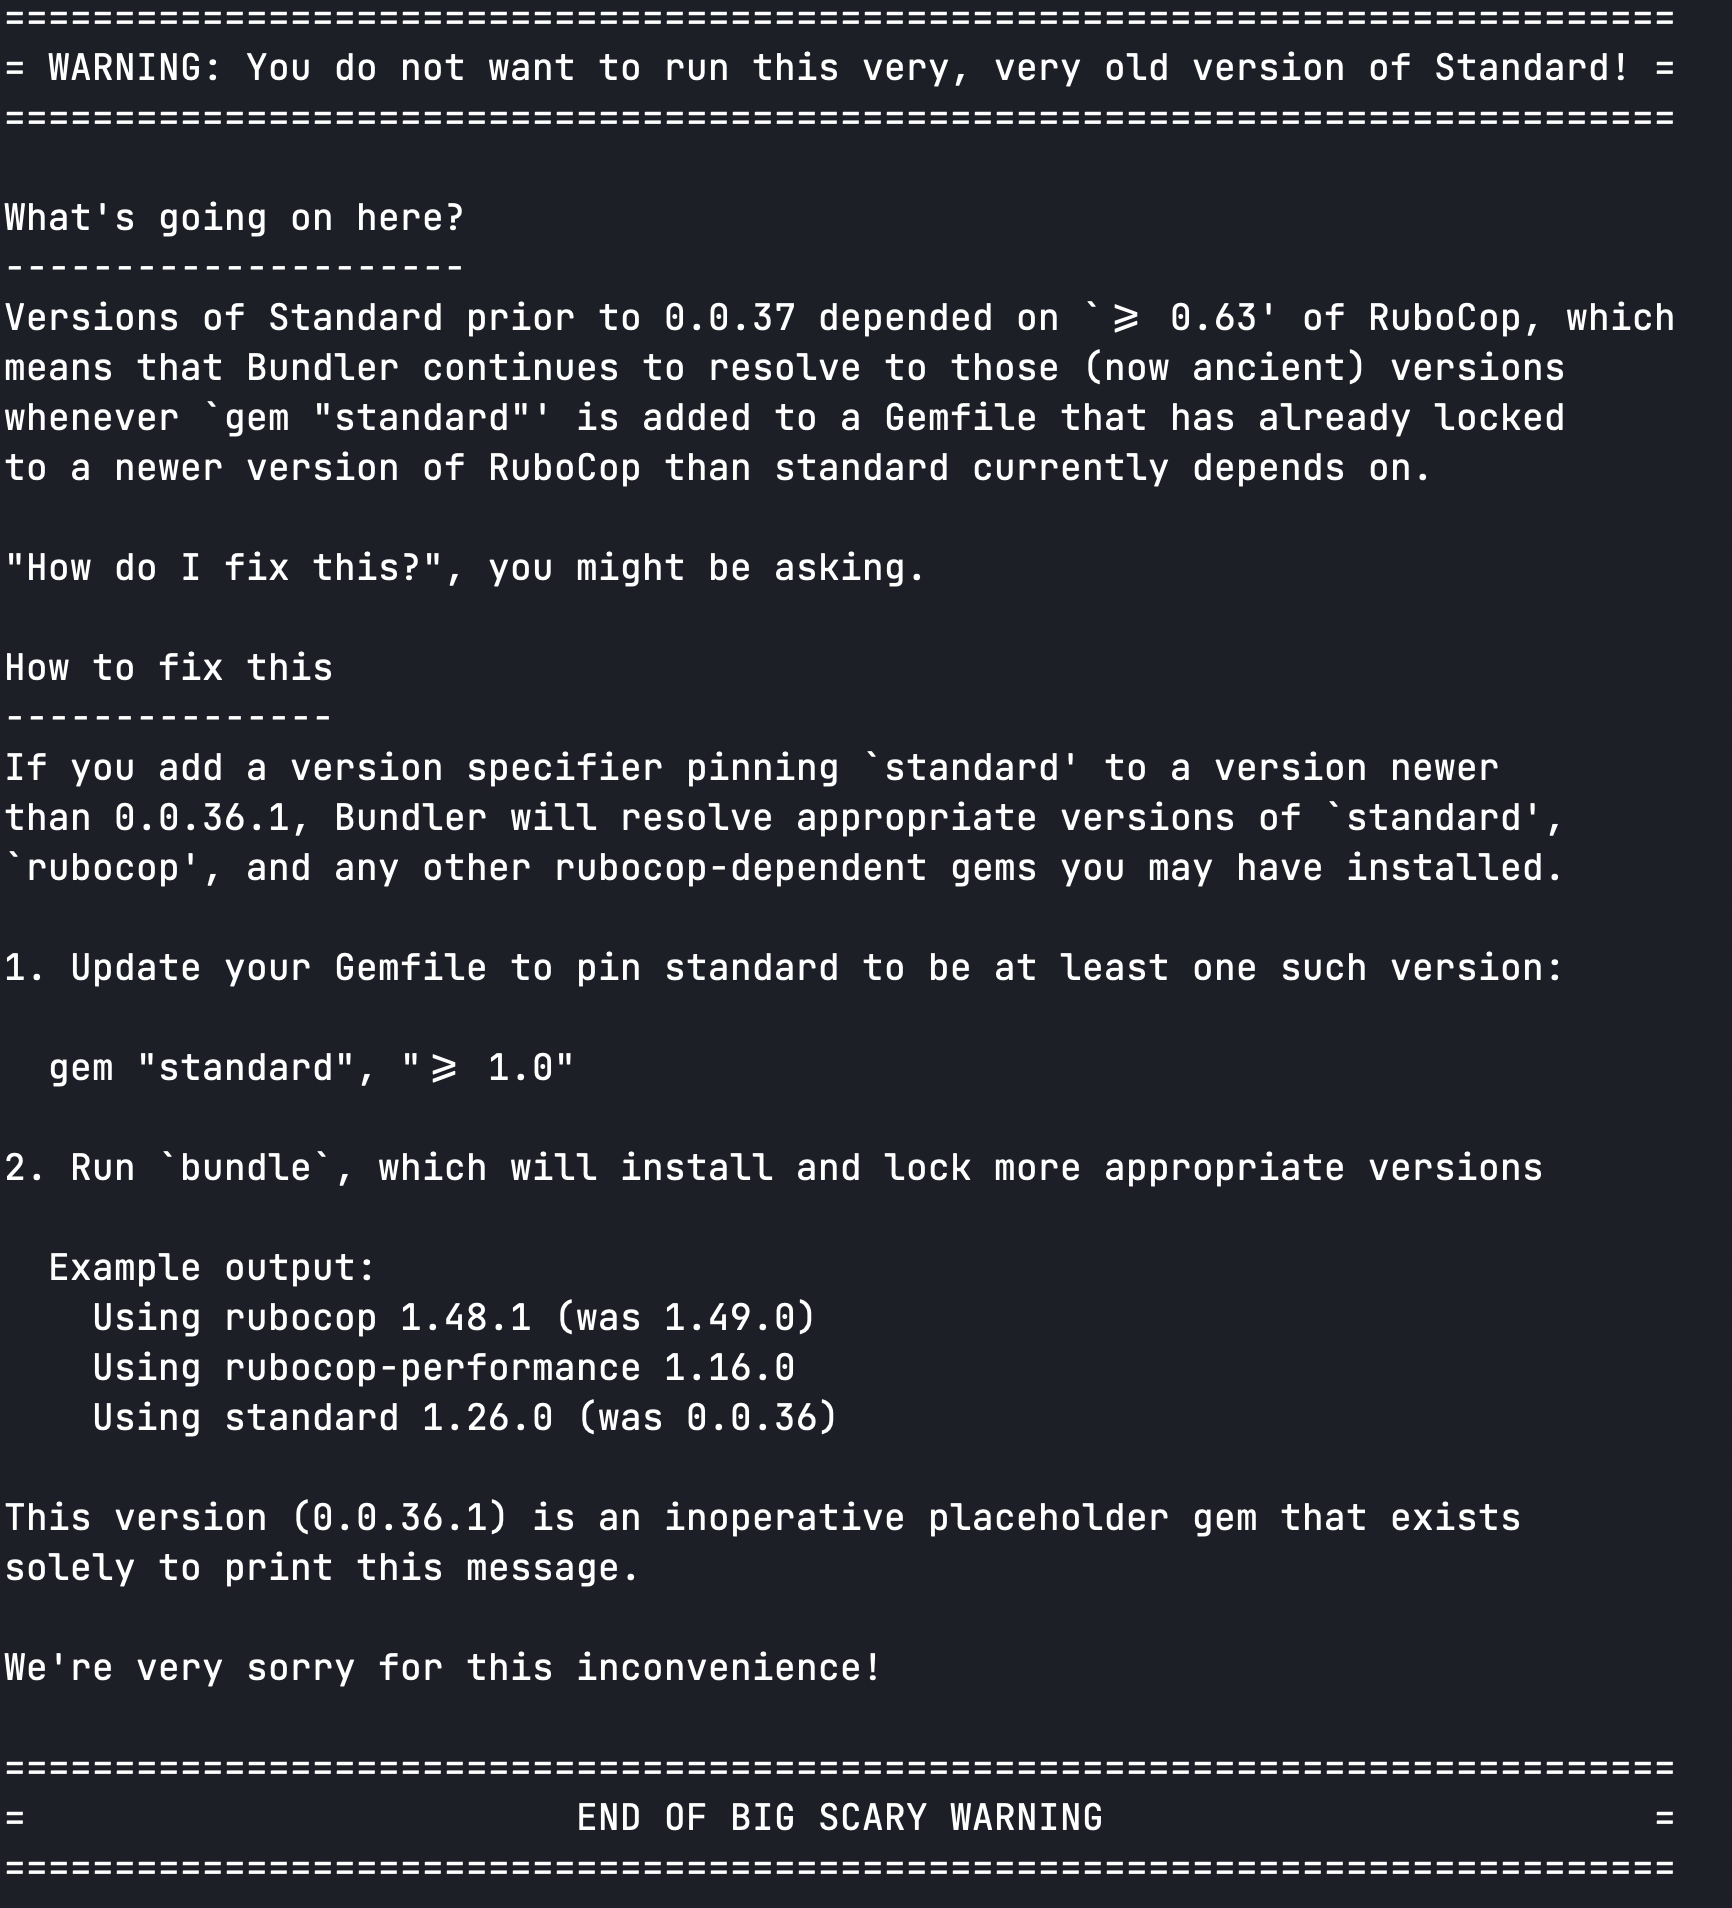 ============================================================================
= WARNING: You do not want to run this very, very old version of Standard! =
============================================================================

What's going on here?
---------------------
Versions of Standard prior to 0.0.37 depended on `>= 0.63' of RuboCop, which
means that Bundler continues to resolve to those (now ancient) versions
whenever `gem "standard"' is added to a Gemfile that has already locked
to a newer version of RuboCop than standard currently depends on.

"How do I fix this?", you might be asking.

How to fix this
---------------
If you add a version specifier pinning `standard' to a version newer
than 0.0.36.1, Bundler will resolve appropriate versions of `standard',
`rubocop', and any other rubocop-dependent gems you may have installed.

1. Update your Gemfile to pin standard to be at least one such version:

  gem "standard", ">= 1.0"

2. Run `bundle`, which will install and lock more appropriate versions

  Example output:
    Using rubocop 1.48.1 (was 1.49.0)
    Using rubocop-performance 1.16.0
    Using standard 1.26.0 (was 0.0.36)

This version (0.0.36.1) is an inoperative placeholder gem that exists
solely to print this message.

We're very sorry for this inconvenience!

============================================================================
=                         END OF BIG SCARY WARNING                         =
============================================================================